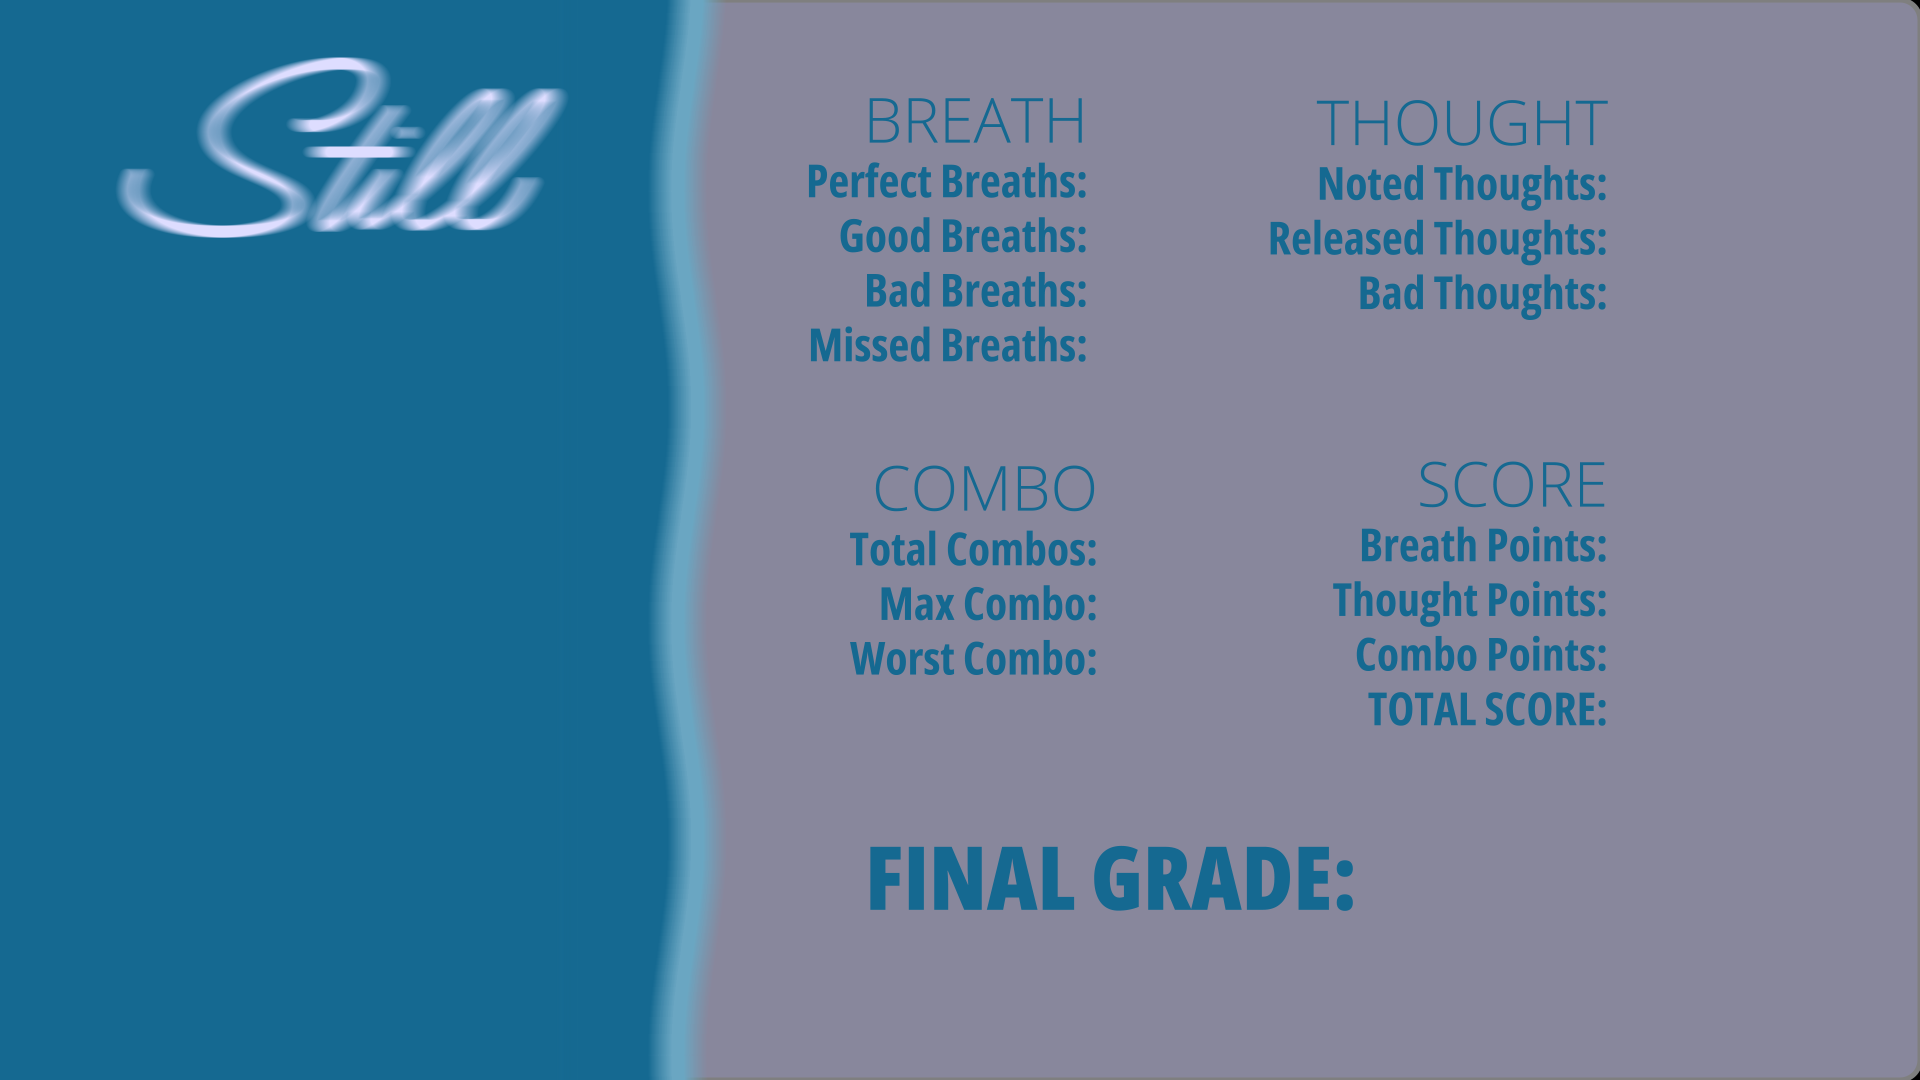 Still
BREATH
Perfect Breaths:
Good Breaths:
Bad Breaths:
Missed Breaths:
THOUGHT
Noted Thoughts:
Released Thoughts:
Bad Thoughts:
COMBO
Total Combos:
Max Combo:
Worst Combo:
SCORE
Breath Points:
Thought Points:
Combo Points:
TOTAL SCORE:
FINAL GRADE: